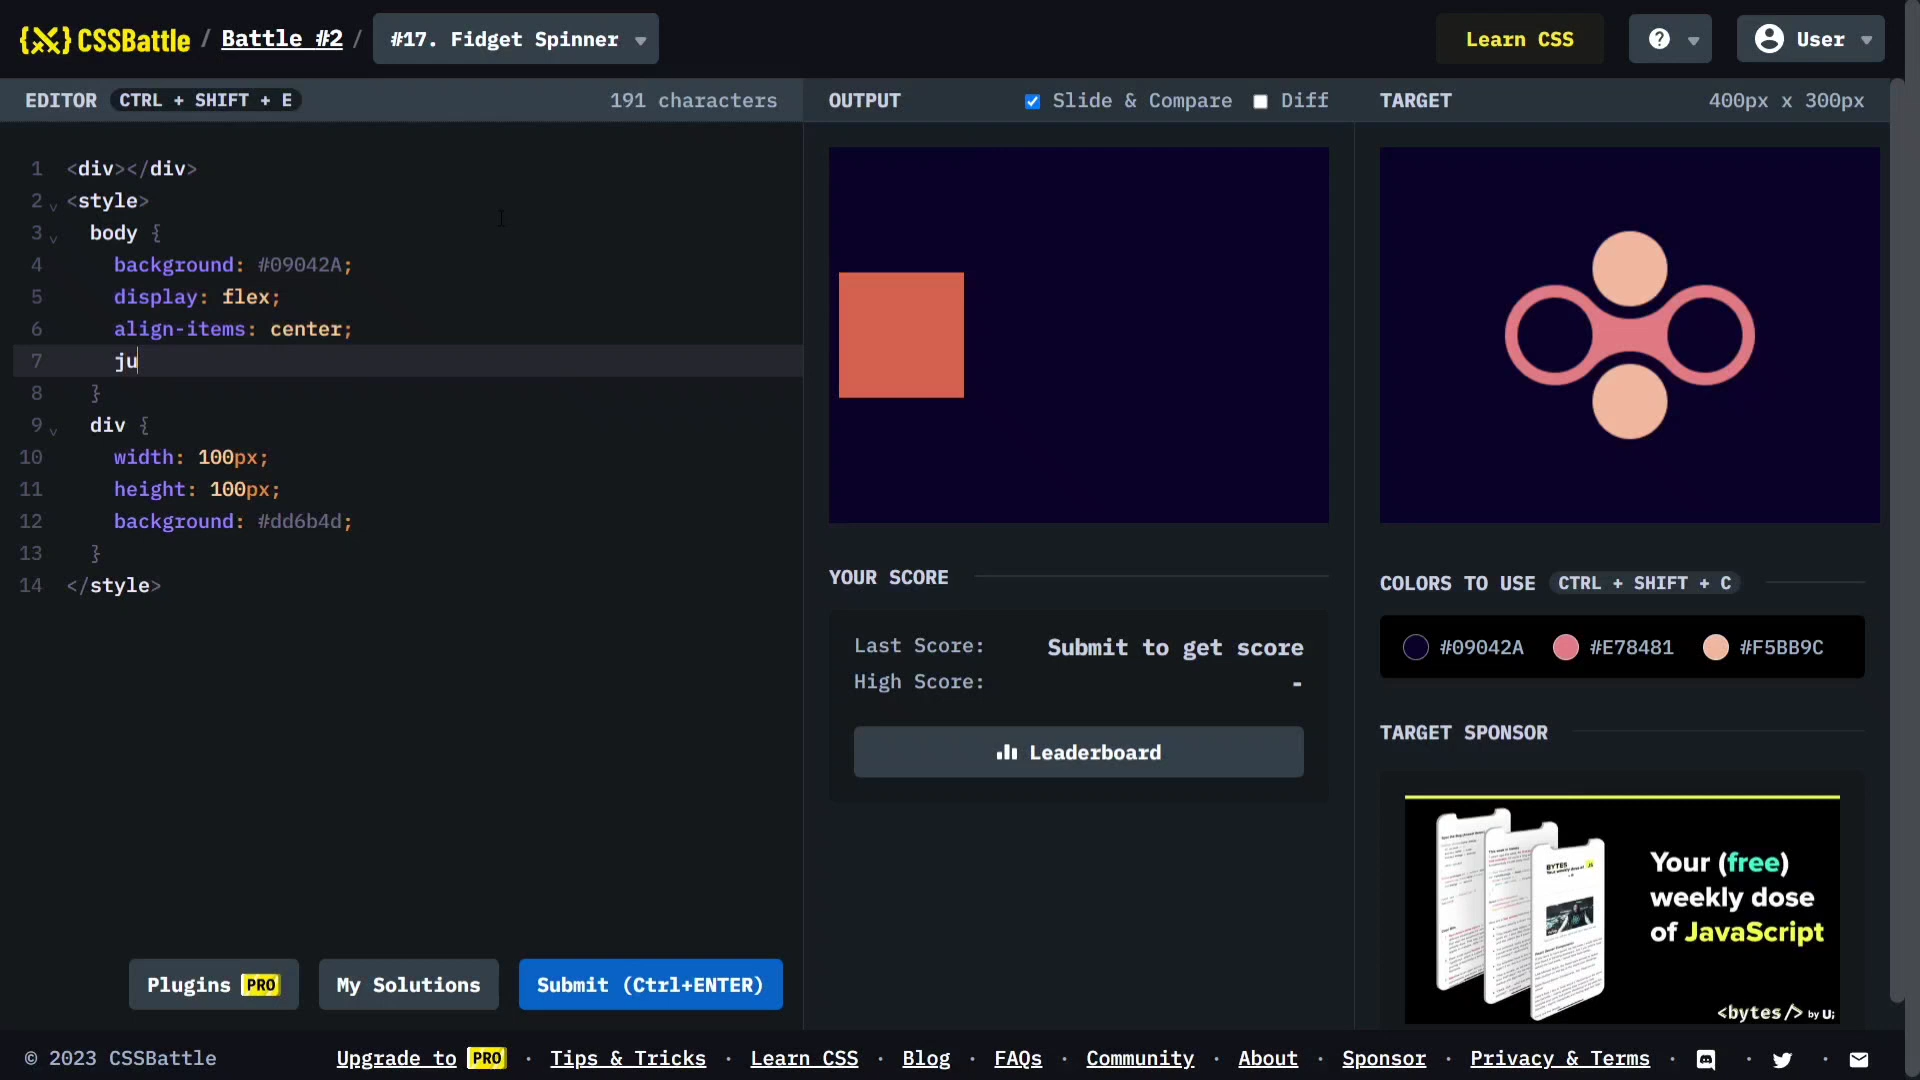 {X} CSSBattle / Battle #2 / #17. Fidget Spinner
Learn CSS
?
User
EDITOR CTRL + SHIFT + E 191 characters
OUTPUT Slide & Compare Diff
TARGET 400px x 300px
1 <div></div>
2 <style>
3 body {
4 background: #09042A;
5 display: flex;
6 align-items: center;
7 ju
8 }
9 div {
10 width: 100px;
11 height: 100px;
12 background: #dd6b4d;
13 }
14 </style>
Plugins PRO
My Solutions
Submit (Ctrl+ENTER)
YOUR SCORE
Last Score: Submit to get score
High Score: -
Leaderboard
COLORS TO USE CTRL + SHIFT + C
#09042A #E78481 #F5BB9C
TARGET SPONSOR
BYTES
Your (free)
weekly dose
of JavaScript
<bytes/> by UI;
© 2023 CSSBattle
Upgrade to PRO · Tips & Tricks · Learn CSS · Blog · FAQs · Community · About · Sponsor · Privacy & Terms · · ·